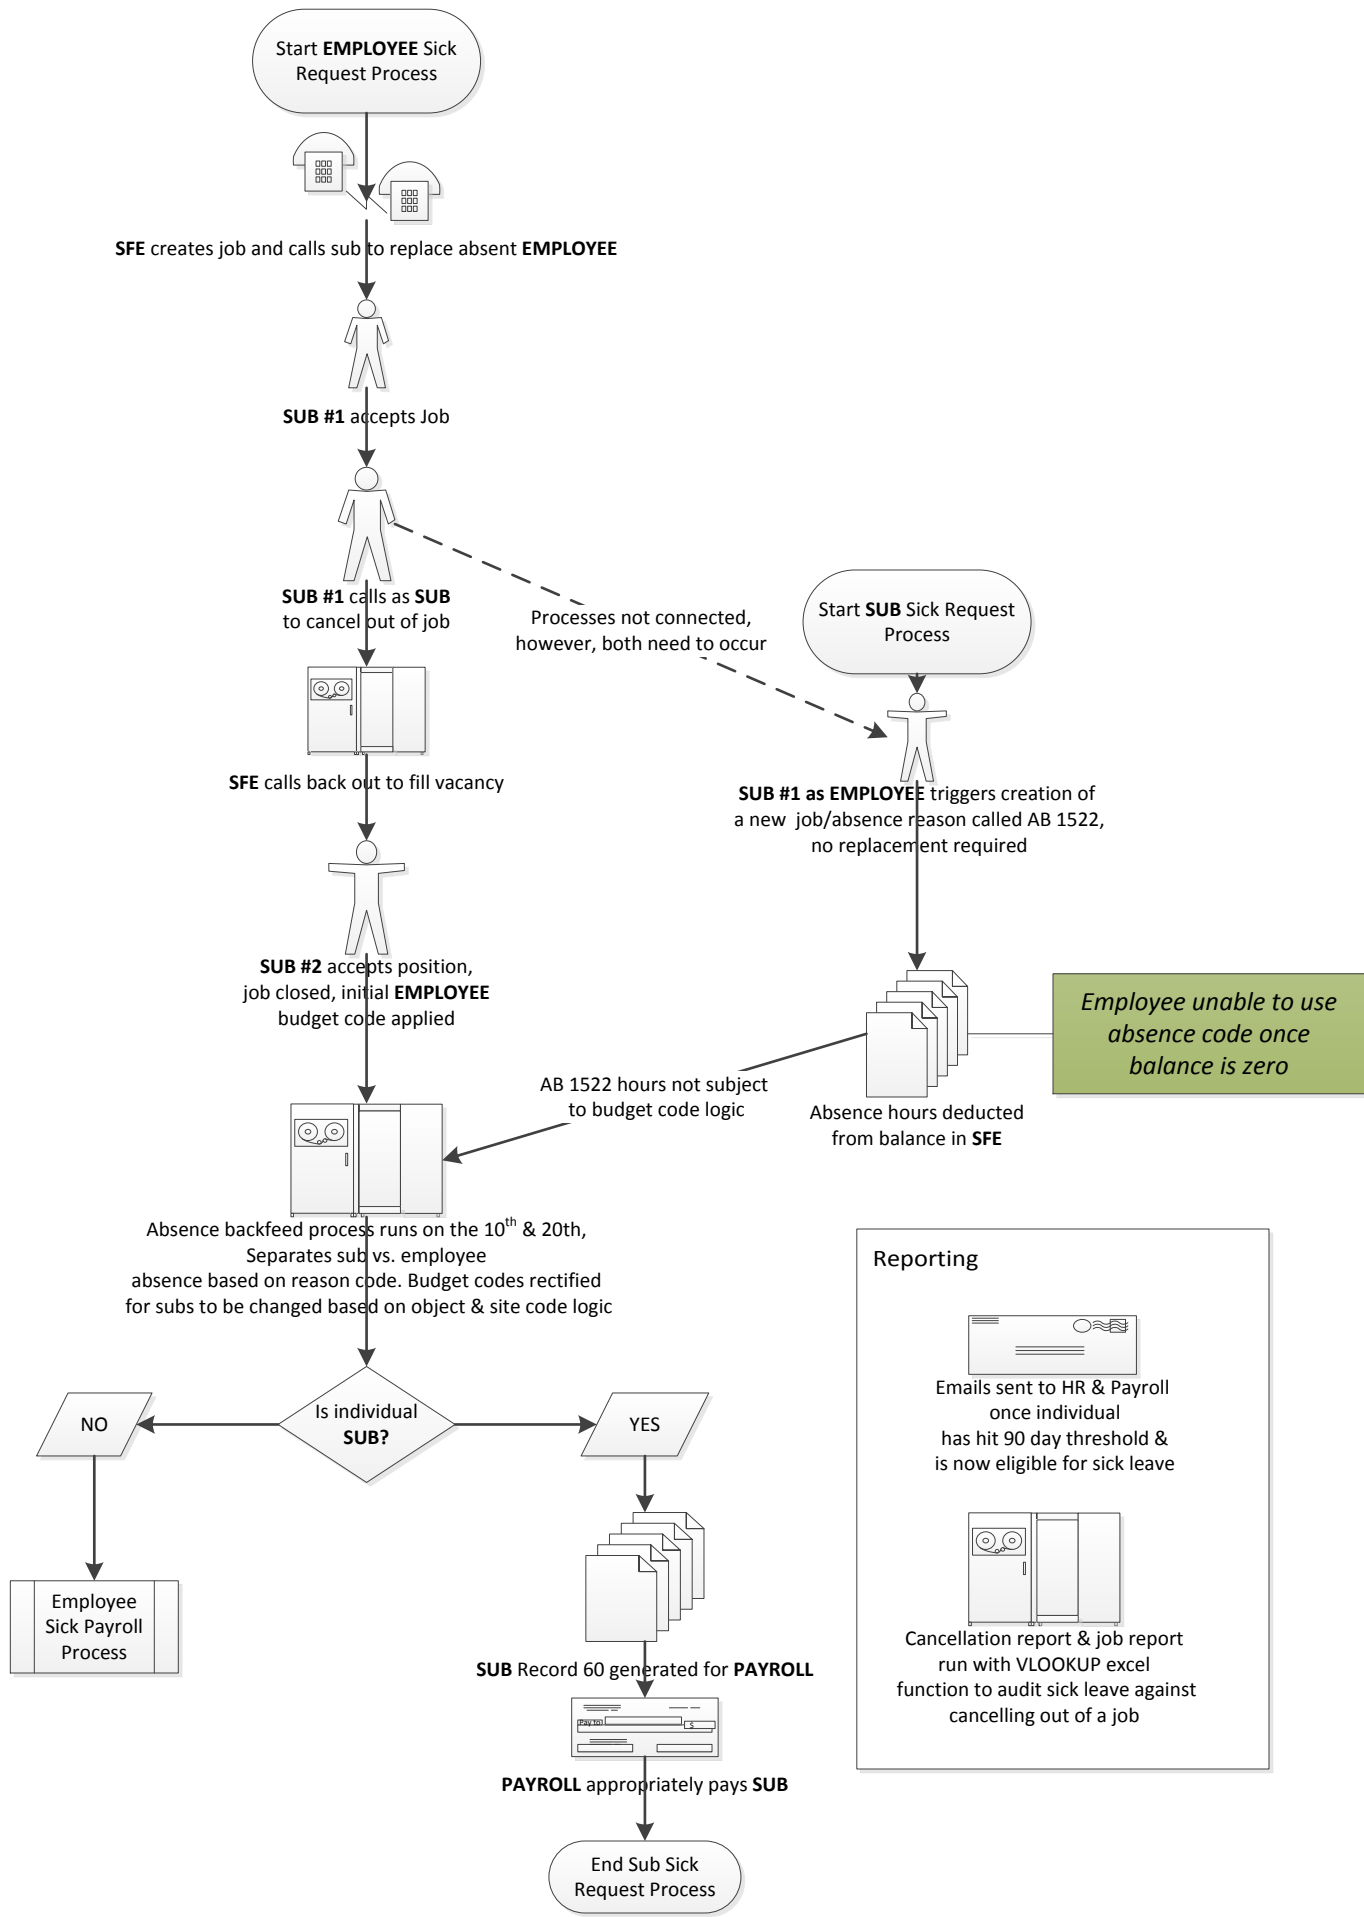 Start EMPLOYEE Sick
Request Process
SFE creates job and calls sub to replace absent EMPLOYEE
SUB #1 accepts Job
SUB #1 calls as SUB
to cancel out of job
Processes not connected,
however, both need to occur
Start SUB Sick Request
Process
SFE calls back out to fill vacancy
SUB #1 as EMPLOYEE triggers creation of
a new job/absence reason called AB 1522,
no replacement required
SUB #2 accepts position,
job closed, initial EMPLOYEE
budget code applied
Employee unable to use
absence code once
balance is zero
AB 1522 hours not subject
to budget code logic
Absence hours deducted
from balance in SFE
Absence backfeed process runs on the 10th & 20th,
Separates sub vs. employee
absence based on reason code. Budget codes rectified
for subs to be changed based on object & site code logic
Is individual
SUB?
NO
YES
Employee
Sick Payroll
Process
SUB Record 60 generated for PAYROLL
Pay to
$
PAYROLL appropriately pays SUB
End Sub Sick
Request Process
Reporting
Emails sent to HR & Payroll
once individual
has hit 90 day threshold &
is now eligible for sick leave
Cancellation report & job report
run with VLOOKUP excel
function to audit sick leave against
cancelling out of a job